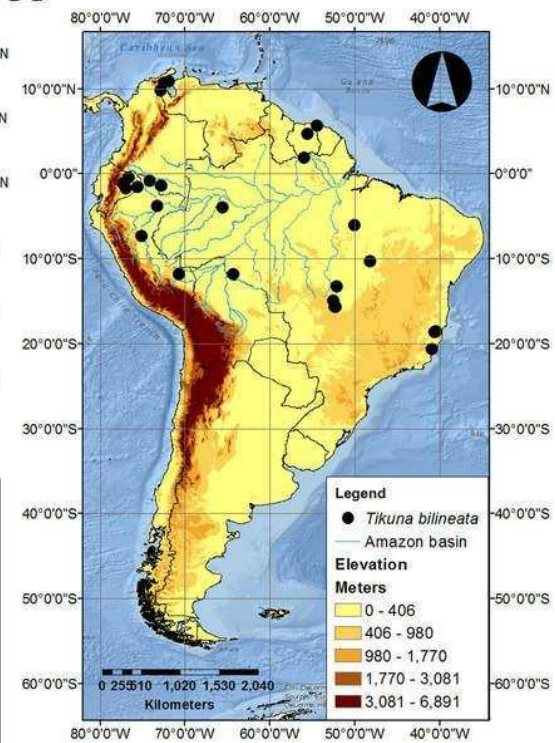 80°0'0"W 70°0'0"W 60°0'0"W 50°0'0"W 40°0'0"W
Caribbean Sea
N
N
N
10°0'0"N
0°0'0"
10°0'0"S
20°0'0"S
30°0'0"S
40°0'0"S
50°0'0"S
60°0'0"S
10°0'0"N
0°0'0"
10°0'0"S
20°0'0"S
30°0'0"S
40°0'0"S
50°0'0"S
60°0'0"S
Legend
Tikuna bilineata
Amazon basin
Elevation
Meters
0 - 406
406 - 980
980 - 1,770
1,770 - 3,081
3,081 - 6,891
0 255 510 1,020 1,530 2,040
Kilometers
80°0'0"W 70°0'0"W 60°0'0"W 50°0'0"W 40°0'0"W